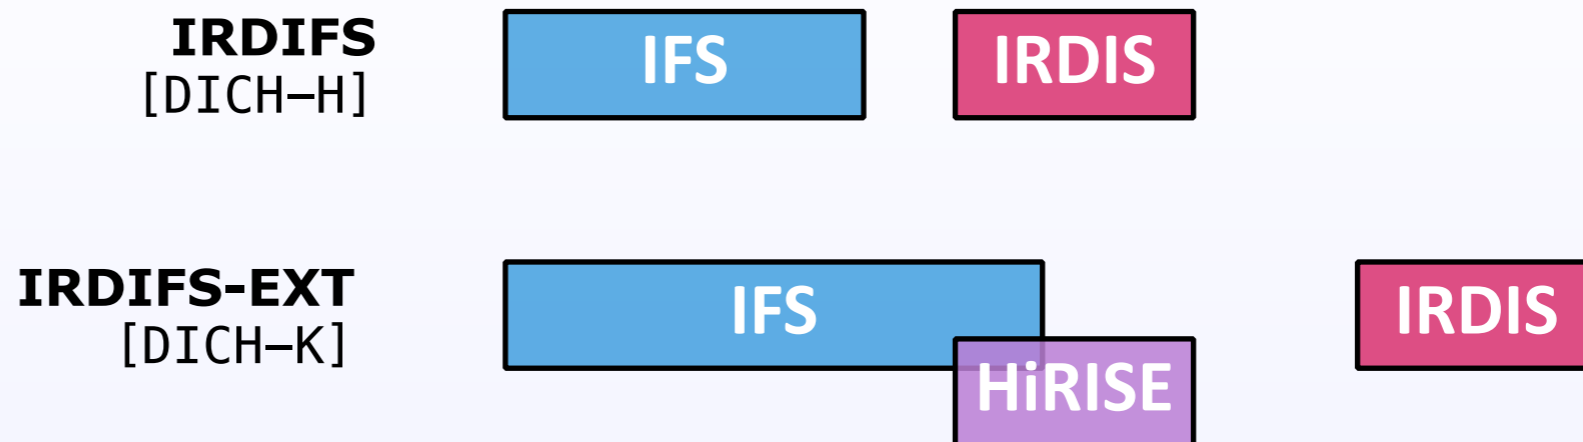 IRDIFS
[DICH–H]
IFS
IRDIS
IRDIFS-EXT
[DICH–K]
IFS
IRDIS
HiRISE